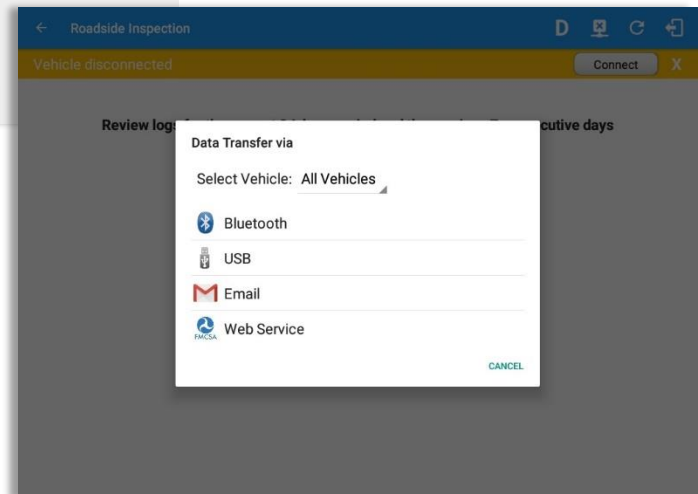 Roadside Inspection D
Vehicle disconnected Connect X
Review logs cutive days
Data Transfer via
Select Vehicle: All Vehicles
Bluetooth
USB
Email
FMCSA Web Service
CANCEL